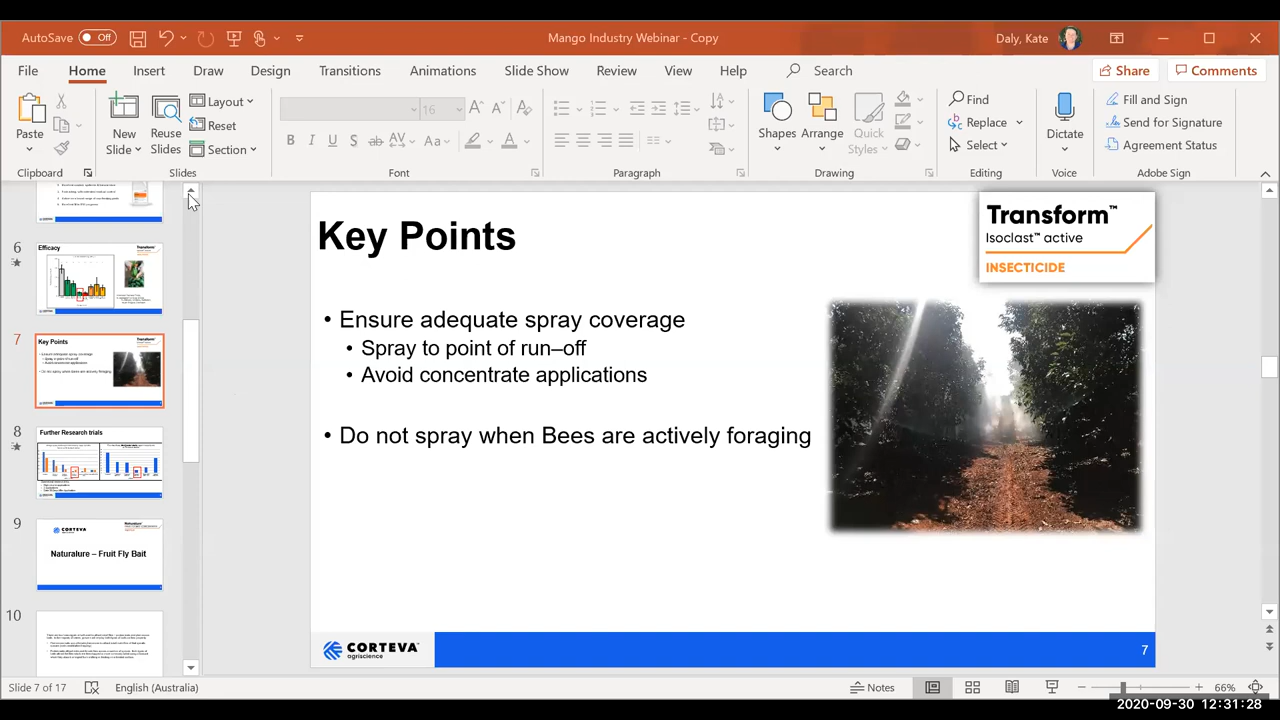 AutoSave Off Mango Industry Webinar - Copy Daly, Kate
File Home Insert Draw Design Transitions Animations Slide Show Review View Help Search Share Comments
Paste
New Slide
Reuse Slides
Layout
Reset
Section
16
Shapes
Arrange
Quick Styles
Find
Replace
Select
Dictate
Fill and Sign
Send for Signature
Agreement Status
Clipboard Slides Font Paragraph Drawing Editing Voice Adobe Sign
6
Efficacy
7
Key Points
8
Further Research trials
9
CORTEVA
Naturalure – Fruit Fly Bait
10
Key Points
Transform™
Isoclast™ active
INSECTICIDE
• Ensure adequate spray coverage
• Spray to point of run–off
• Avoid concentrate applications
• Do not spray when Bees are actively foraging
CORTEVA™
agriscience
7
Slide 7 of 17 English (Australia) Notes 66%
2020-09-30 12:31:28